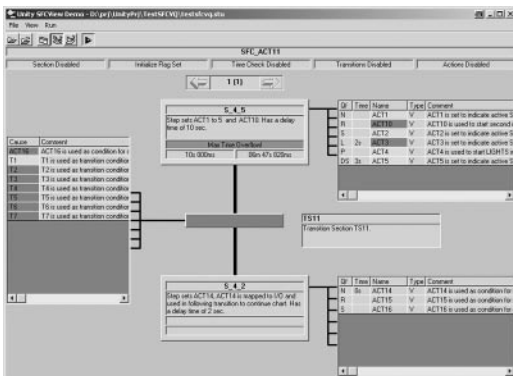 Unity SFCView Demo - D:\prj\UnityPrj\TestSFCVQ\testsfcvg.stu
File View Run
SFC_ACT11
Section Disabled Initialize Flag Set Time Check Disabled Transitions Disabled Actions Disabled
1 (1)
S_4_5
Step sets ACT1 to 5 and ACT10. Has a delay
time of 10 sec.
Max Time Overflow!
10s 000ms 86m 47s 828ms
Qf Time Name Type Comment
N ACT1 V ACT1 is set to indicate active S
R ACT10 V ACT10 is used to start second
S ACT2 V ACT2 is set to indicate active S
L 2s ACT3 V ACT3 is set to indicate active S
P ACT4 V ACT4 is used to start LIGHTS
DS 3s ACT5 V ACT5 is set to indicate active S
Cause Comment
ACT16 ACT16 is used as condition for
T1 T1 is used as transition condition
T2 T2 is used as transition condition
T3 T3 is used as transition condition
T4 T4 is used as transition condition
T5 T5 is used as transition condition
T6 T6 is used as transition condition
T7 T7 is used as transition condition
TS11
Transition Section TS11.
S_4_2
Step sets ACT14, ACT14 is mapped to I/O and
used in following transition to continue chart. Has
a delay time of 2 sec.
Qf Time Name Type Comment
N 0s ACT14 V ACT14 is used as condition for
R ACT15 V ACT15 is used as condition for
S ACT16 V ACT16 is used as condition for